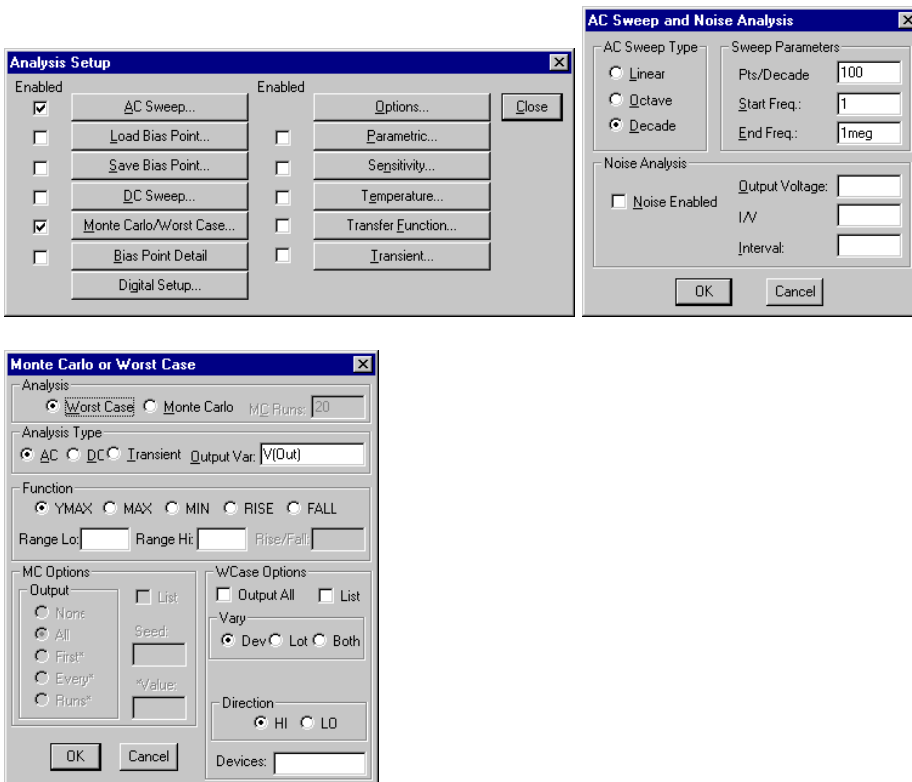 Analysis Setup
Enabled
Enabled
AC Sweep...
Options...
Close
Load Bias Point...
Parametric...
Save Bias Point...
Sensitivity...
DC Sweep...
Temperature...
Monte Carlo/Worst Case...
Transfer Function...
Bias Point Detail
Transient...
Digital Setup...
AC Sweep and Noise Analysis
AC Sweep Type
Linear
Octave
Decade
Sweep Parameters
Pts/Decade 100
Start Freq.: 1
End Freq.: 1meg
Noise Analysis
Noise Enabled
Output Voltage:
I/V
Interval:
OK Cancel
Monte Carlo or Worst Case
Analysis
Worst Case Monte Carlo MC Runs: 20
Analysis Type
AC DC Transient Output Var: V(Out)
Function
YMAX MAX MIN RISE FALL
Range Lo: Range Hi: Rise/Fall:
MC Options
Output
None
All
First*
Every*
Runs*
List
Seed:
*Value:
WCase Options
Output All List
Vary
Dev Lot Both
Direction
HI LO
Devices:
OK Cancel